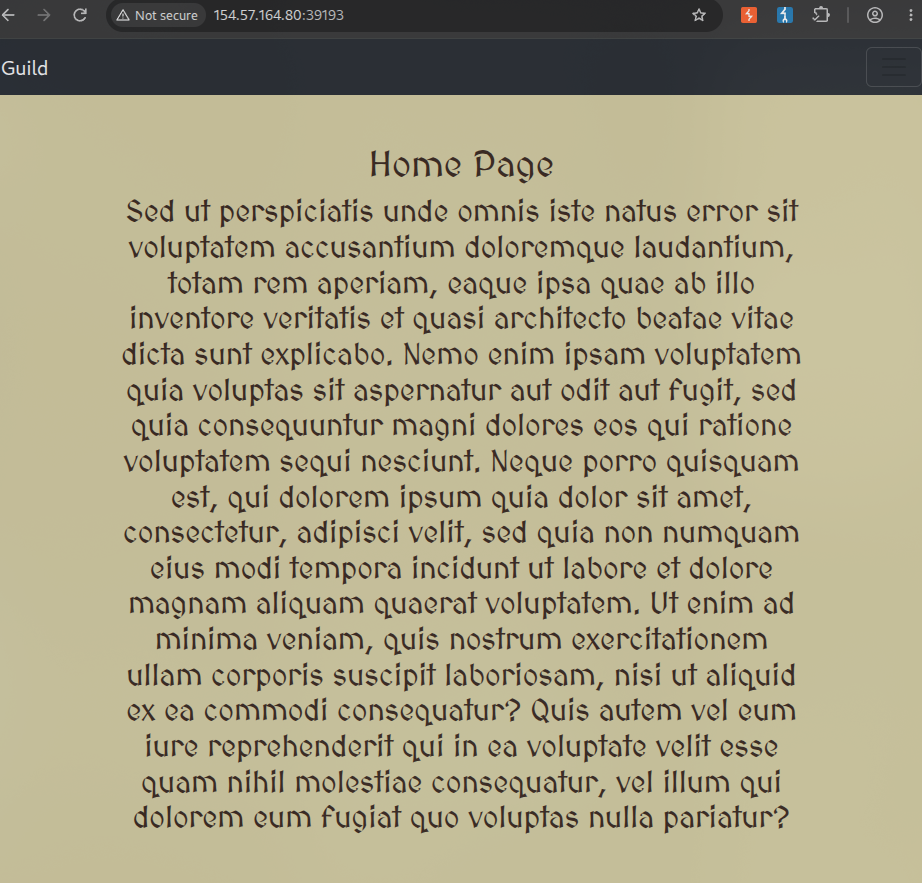 Not secure 154.57.164.80:39193
Guild
Home Page
Sed ut perspiciatis unde omnis iste natus error sit
voluptatem accusantium doloremque laudantium,
totam rem aperiam, eaque ipsa quae ab illo
inventore veritatis et quasi architecto beatae vitae
dicta sunt explicabo. Nemo enim ipsam voluptatem
quia voluptas sit aspernatur aut odit aut fugit, sed
quia consequuntur magni dolores eos qui ratione
voluptatem sequi nesciunt. Neque porro quisquam
est, qui dolorem ipsum quia dolor sit amet,
consectetur, adipisci velit, sed quia non numquam
eius modi tempora incidunt ut labore et dolore
magnam aliquam quaerat voluptatem. Ut enim ad
minima veniam, quis nostrum exercitationem
ullam corporis suscipit laboriosam, nisi ut aliquid
ex ea commodi consequatur? Quis autem vel eum
iure reprehenderit qui in ea voluptate velit esse
quam nihil molestiae consequatur, vel illum qui
dolorem eum fugiat quo voluptas nulla pariatur?